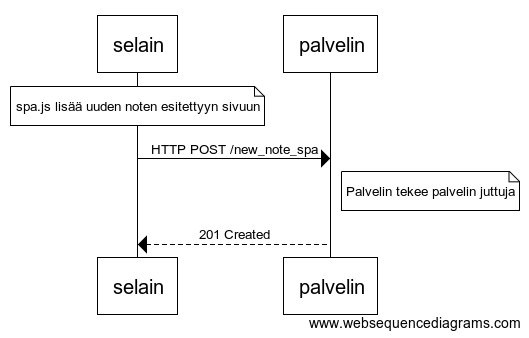 selain
palvelin
spa.js lisää uuden noten esitettyyn sivuun
HTTP POST /new_note_spa
Palvelin tekee palvelin juttuja
201 Created
selain
palvelin
www.websequencediagrams.com